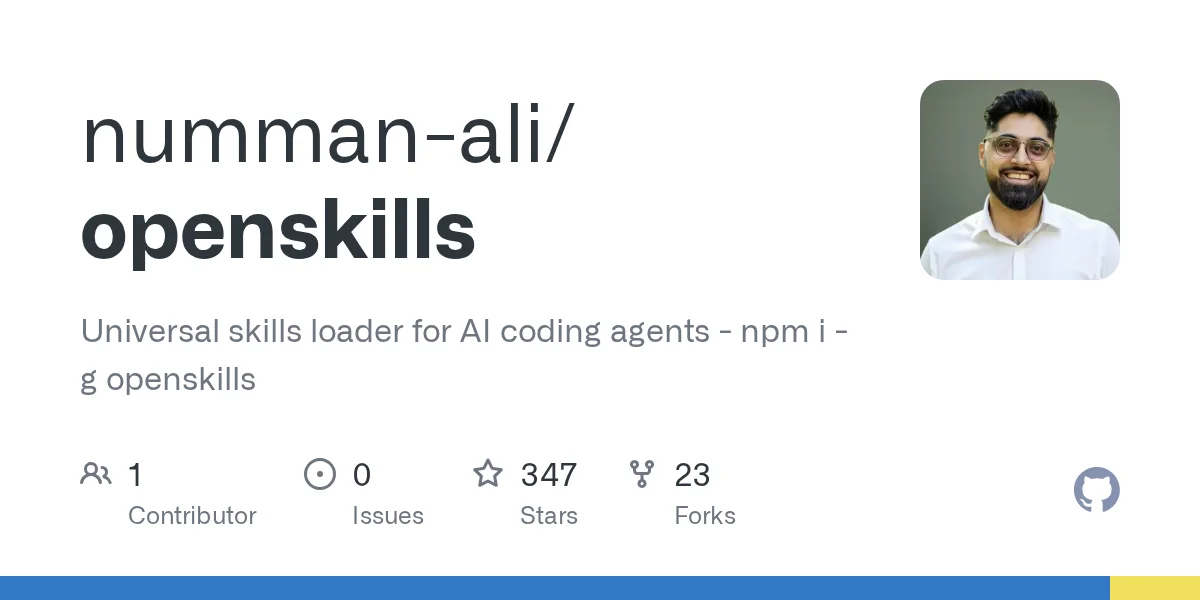 numman-ali/
openskills
Universal skills loader for AI coding agents - npm i -
g openskills
1 0 347 23
Contributor Issues Stars Forks